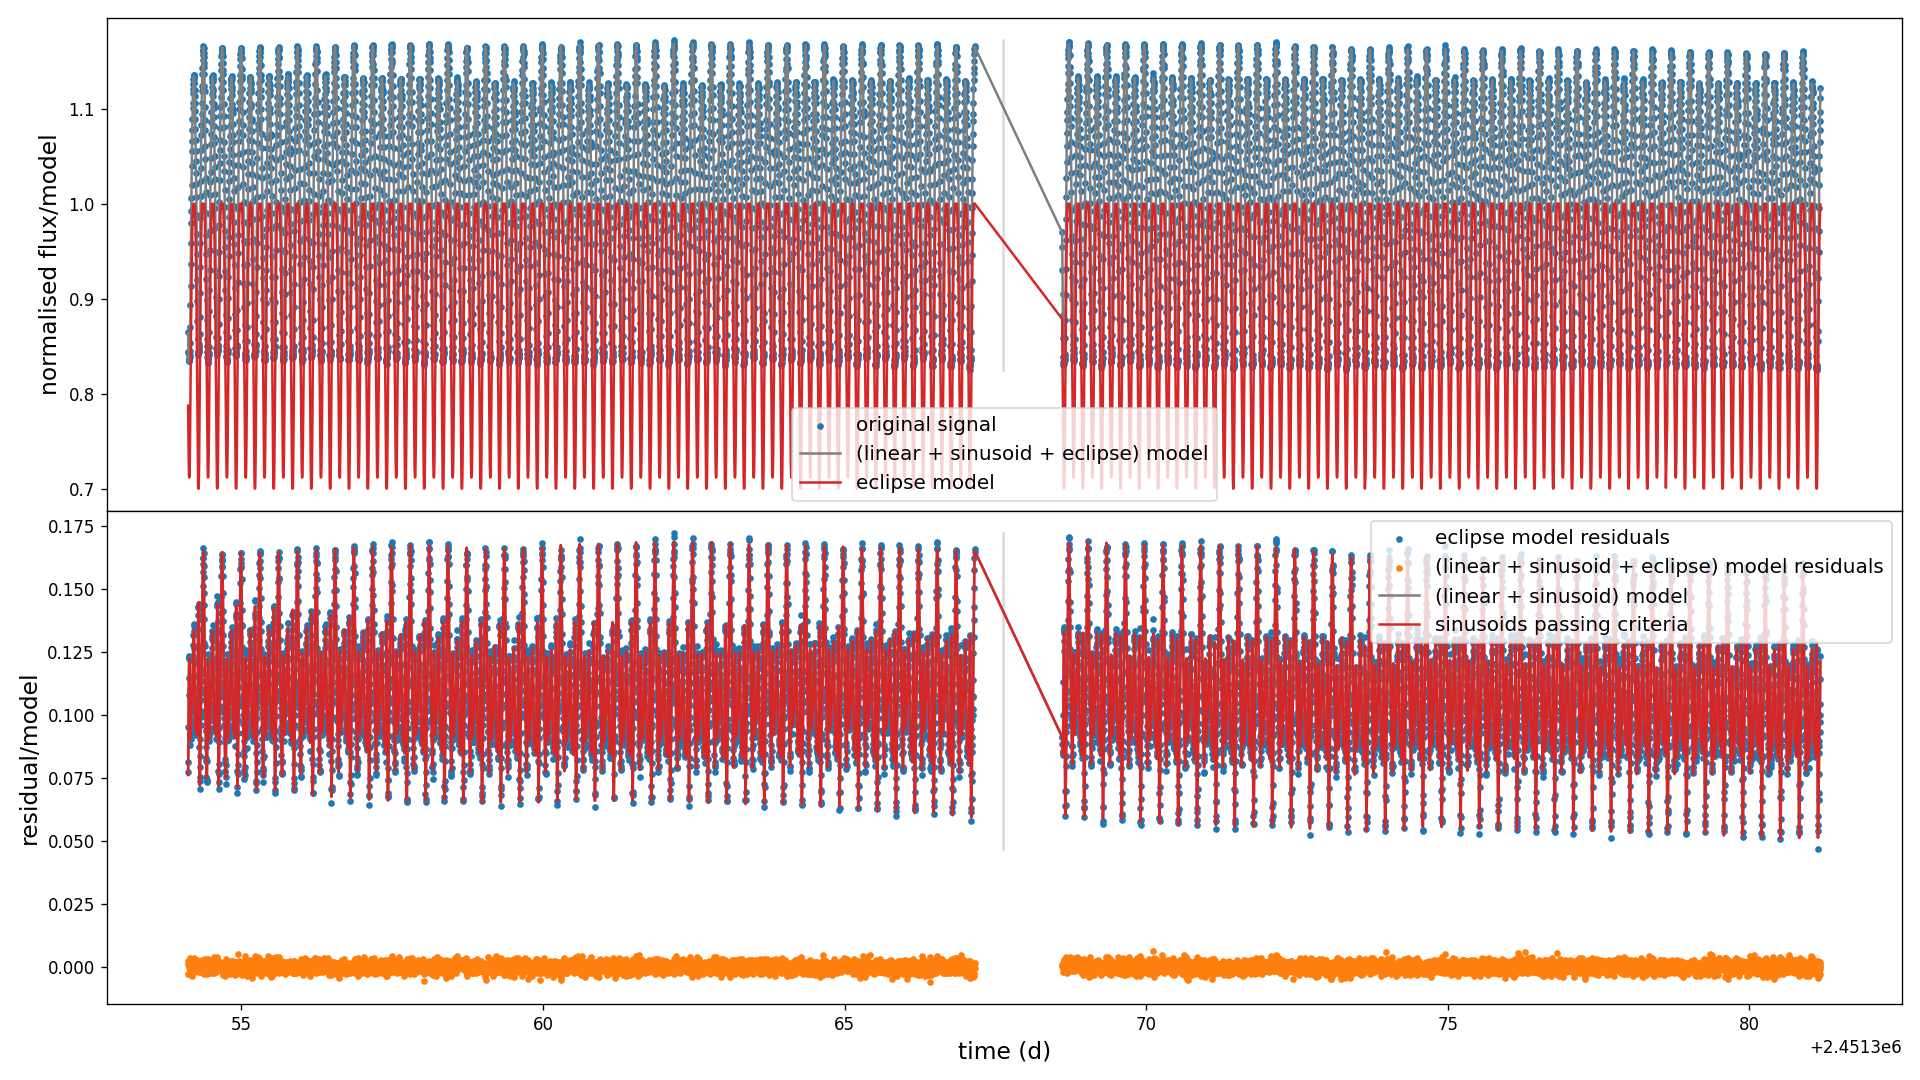 normalised flux/model
1.1
1.0
0.9
0.8
0.7
original signal
(linear + sinusoid + eclipse) model
eclipse model
residual/model
0.175
0.150
0.125
0.100
0.075
0.050
0.025
0.000
eclipse model residuals
(linear + sinusoid + eclipse) model residuals
(linear + sinusoid) model
sinusoids passing criteria
55 60 65 70 75 80
time (d)
+2.4513e6